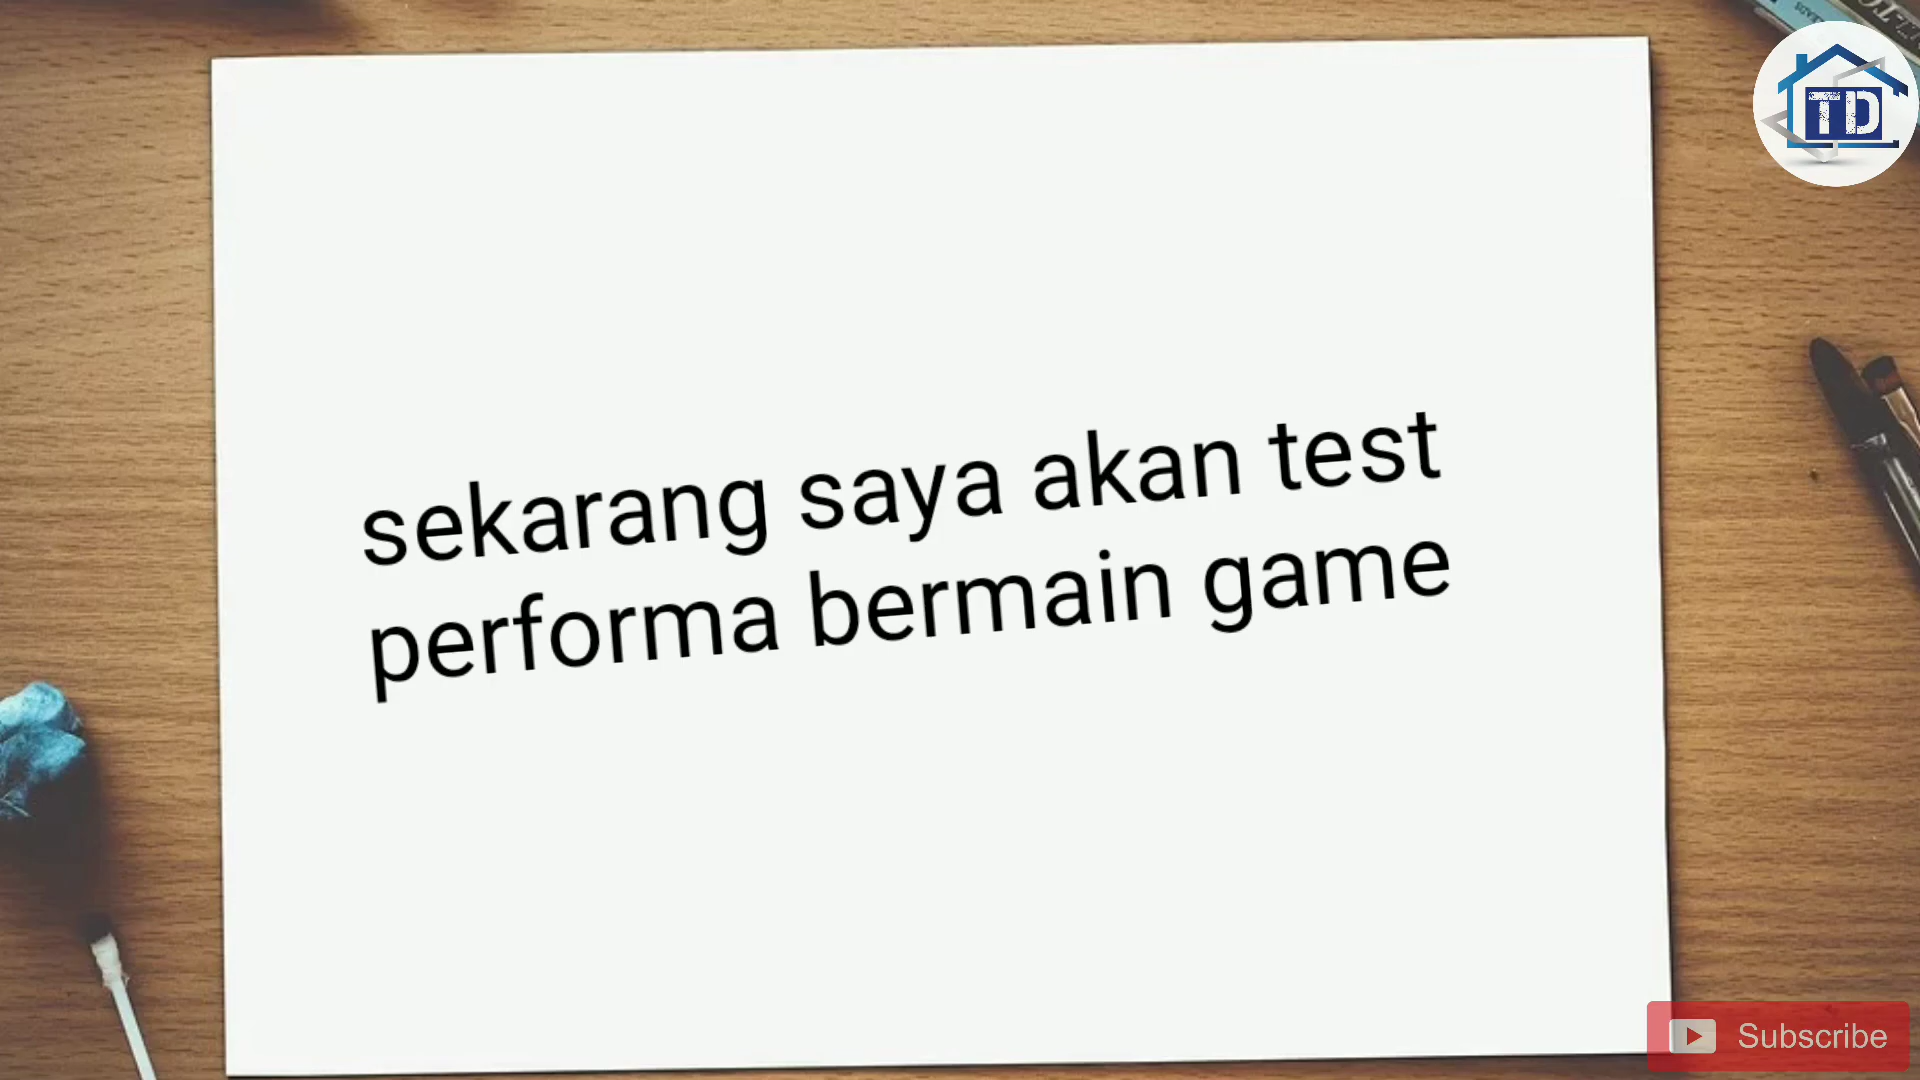 TD
sekarang saya akan test
performa bermain game
Subscribe